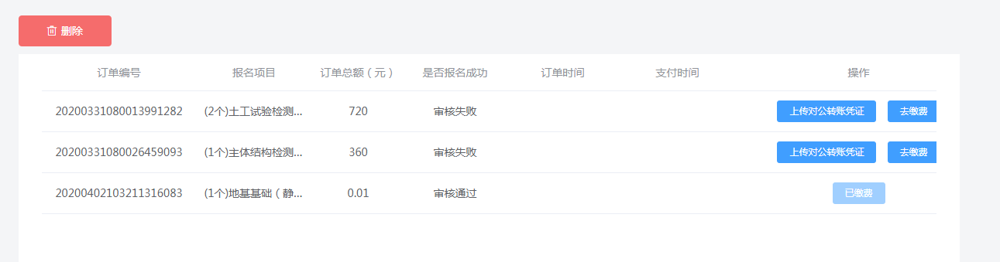 删除
订单编号 报名项目 订单总额（元） 是否报名成功 订单时间 支付时间 操作
20200331080013991282 (2个)土工试验检测... 720 审核失败 上传对公转账凭证 去缴费
20200331080026459093 (1个)主体结构检测... 360 审核失败 上传对公转账凭证 去缴费
20200402103211316083 (1个)地基基础（静... 0.01 审核通过 已缴费